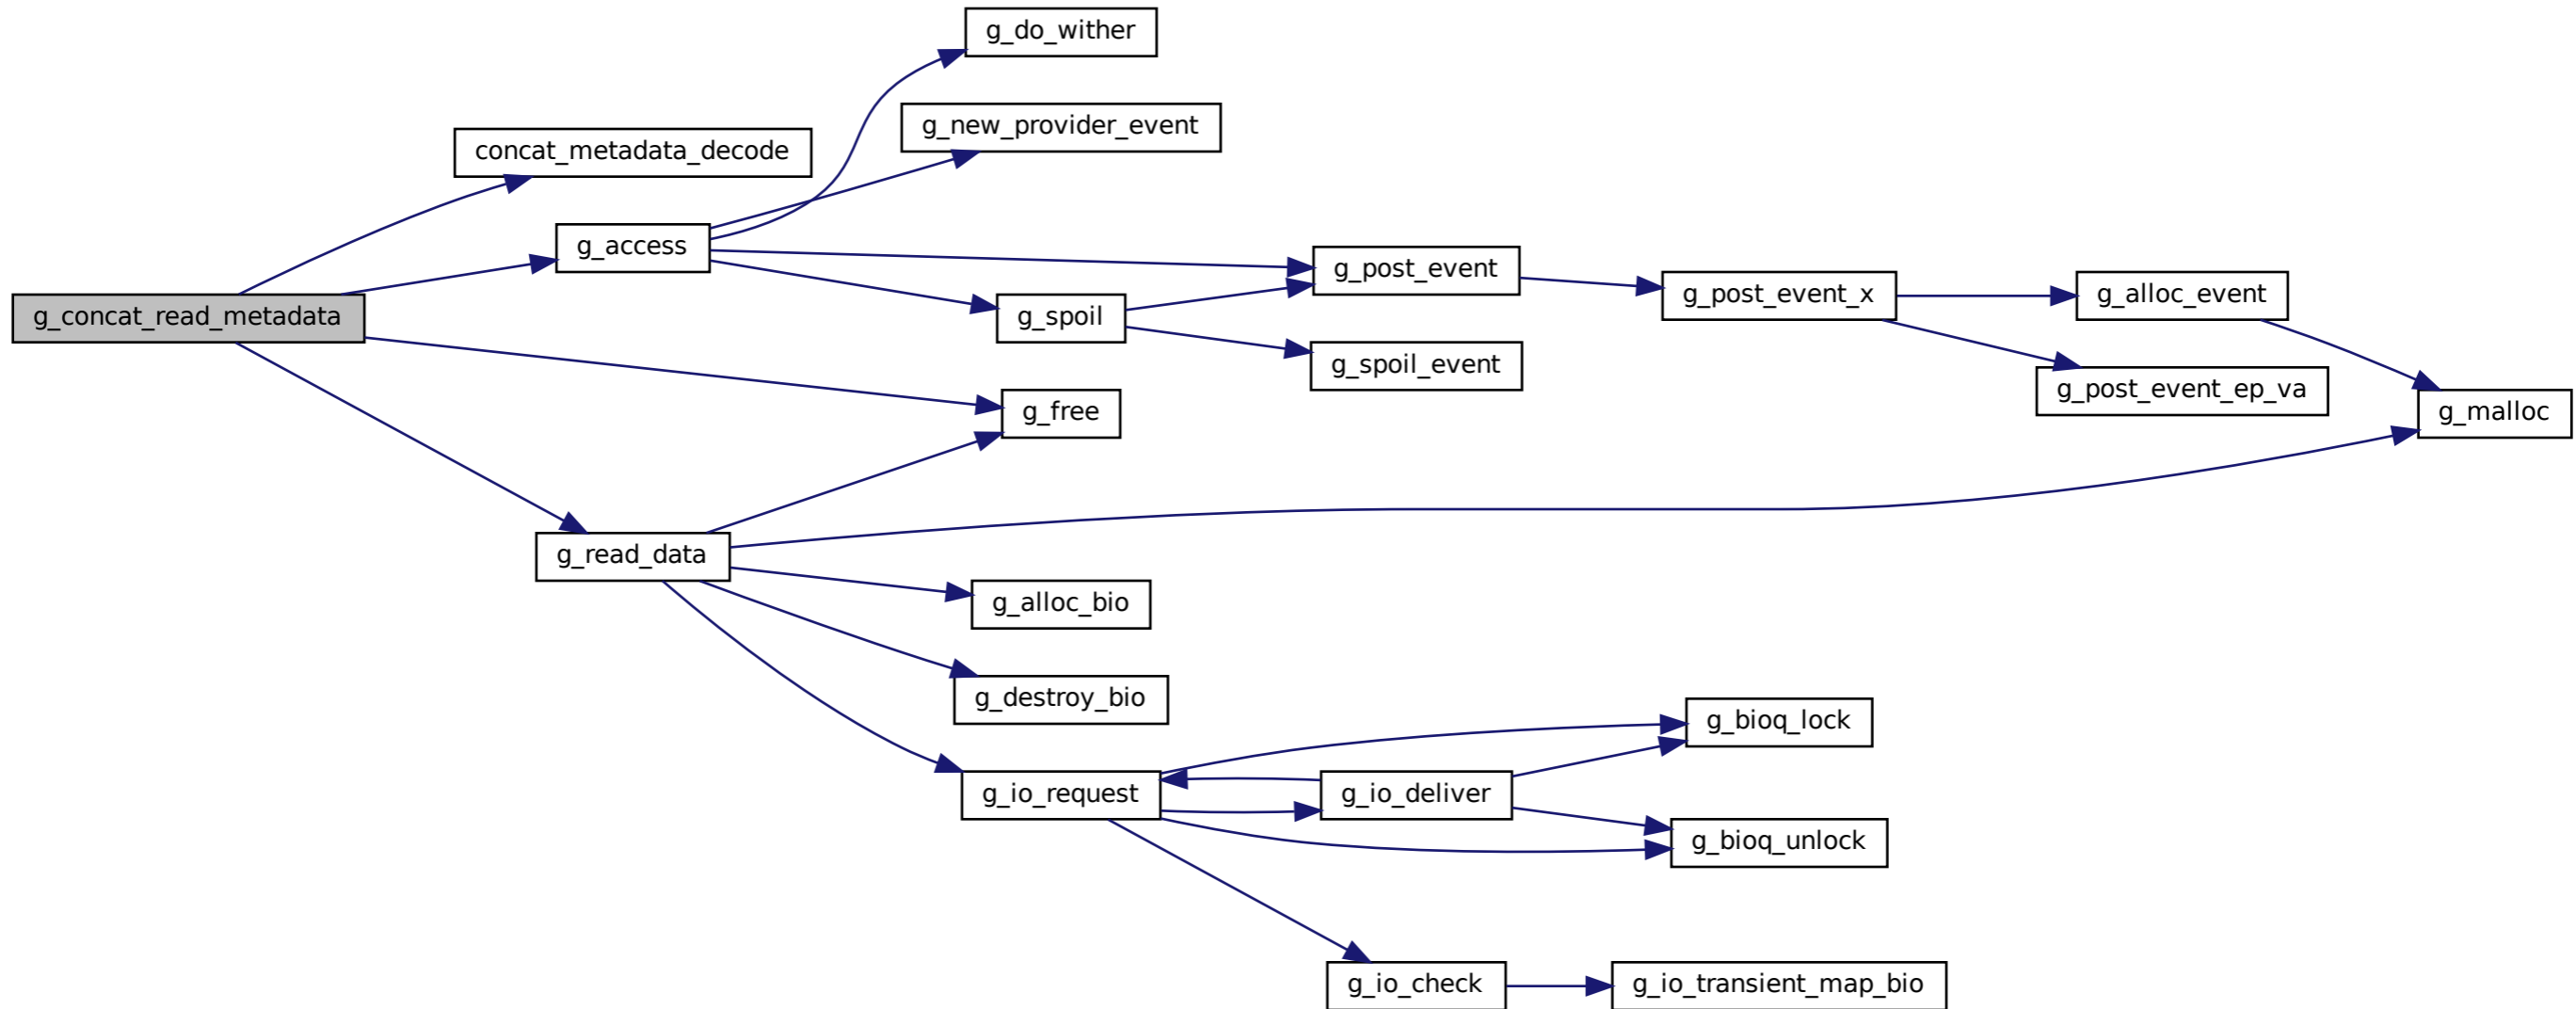 g_do_wither
g_new_provider_event
concat_metadata_decode
g_access
g_post_event
g_post_event_x
g_alloc_event
g_concat_read_metadata
g_spoil
g_spoil_event
g_post_event_ep_va
g_free
g_malloc
g_read_data
g_alloc_bio
g_destroy_bio
g_bioq_lock
g_io_request
g_io_deliver
g_bioq_unlock
g_io_check
g_io_transient_map_bio